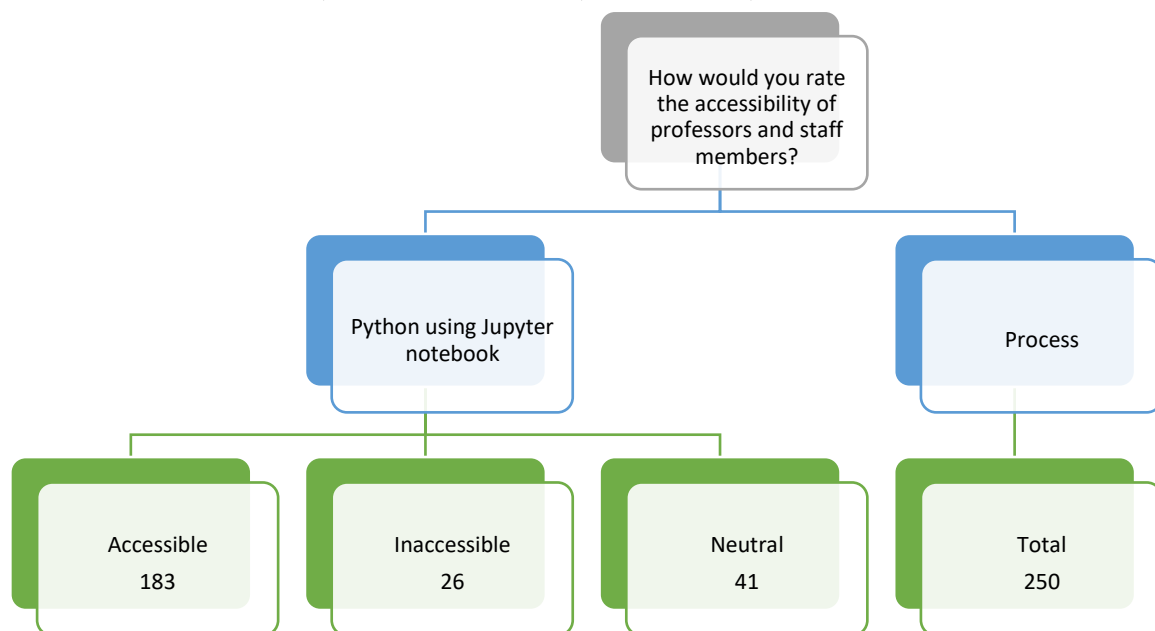 How would you rate
the accessibility of
professors and staff
members?
Python using Jupyter
notebook
Process
Accessible
183
Inaccessible
26
Neutral
41
Total
250